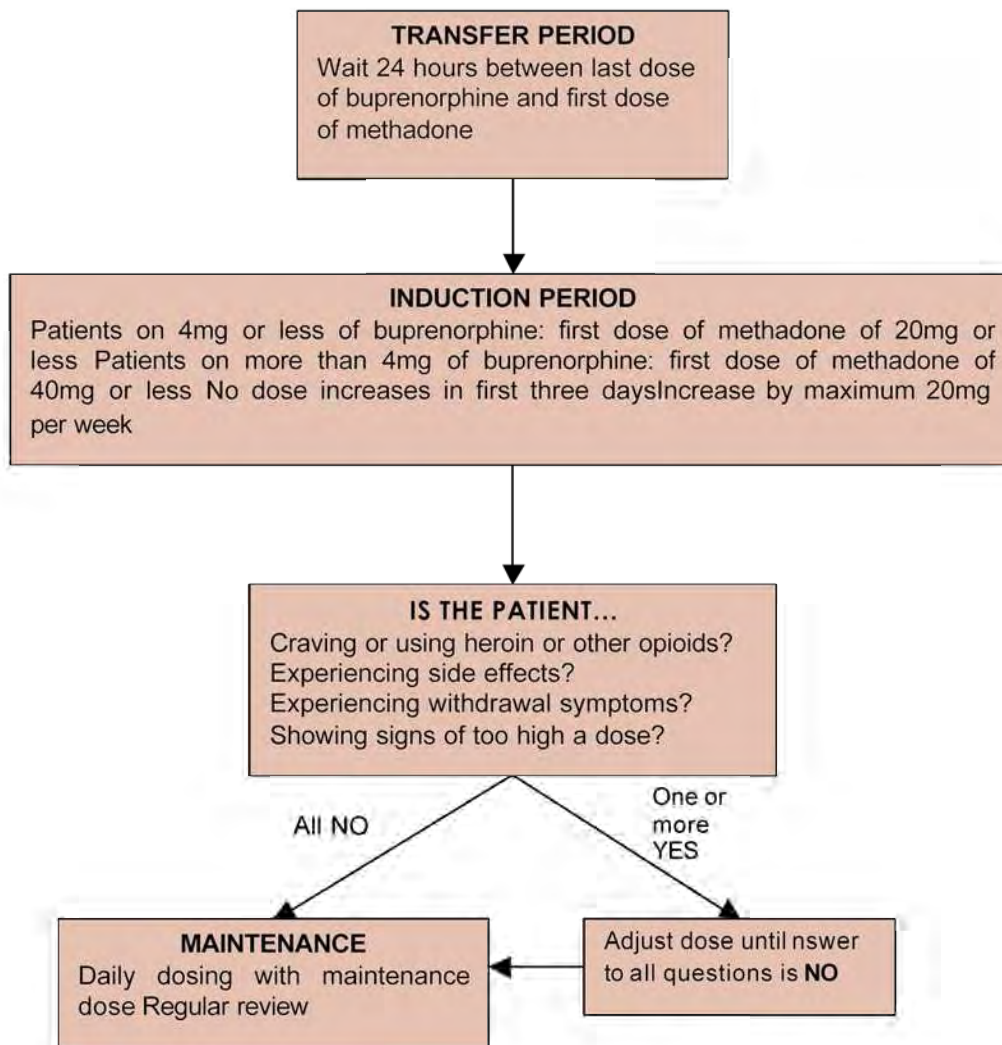 TRANSFER PERIOD
Wait 24 hours between last dose
of buprenorphine and first dose
of methadone
INDUCTION PERIOD
Patients on 4mg or less of buprenorphine: first dose of methadone of 20mg or
less Patients on more than 4mg of buprenorphine: first dose of methadone of
40mg or less No dose increases in first three daysIncrease by maximum 20mg
per week
IS THE PATIENT...
Craving or using heroin or other opioids?
Experiencing side effects?
Experiencing withdrawal symptoms?
Showing signs of too high a dose?
All NO
One or
more
YES
MAINTENANCE
Daily dosing with maintenance
dose Regular review
Adjust dose until nswer
to all questions is NO